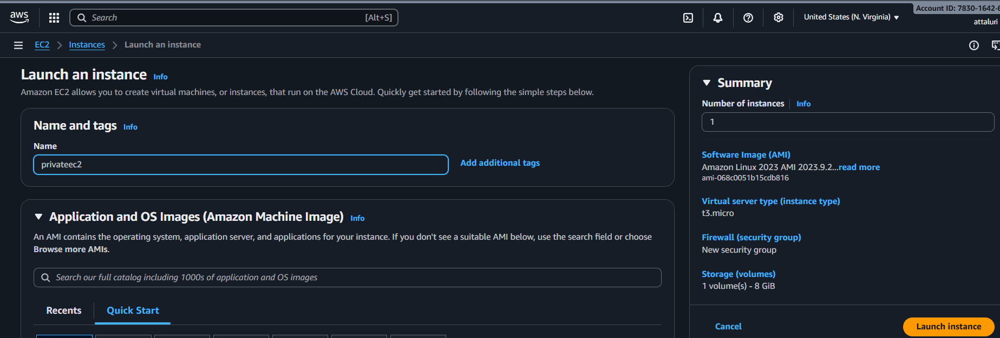 aws
Search
[Alt+S]
United States (N. Virginia)
Account ID: 7830-1642-
attaluri
EC2
Instances
Launch an instance
Launch an instance
Info
Amazon EC2 allows you to create virtual machines, or instances, that run on the AWS Cloud. Quickly get started by following the simple steps below.
Name and tags
Info
Name
privateec2
Add additional tags
Application and OS Images (Amazon Machine Image)
Info
An AMI contains the operating system, application server, and applications for your instance. If you don't see a suitable AMI below, use the search field or choose
Browse more AMIs.
Search our full catalog including 1000s of application and OS images
Recents
Quick Start
Summary
Number of instances
Info
1
Software Image (AMI)
Amazon Linux 2023 AMI 2023.9.2...read more
ami-068c0051b15cdb816
Virtual server type (instance type)
t3.micro
Firewall (security group)
New security group
Storage (volumes)
1 volume(s) - 8 GiB
Cancel
Launch instance